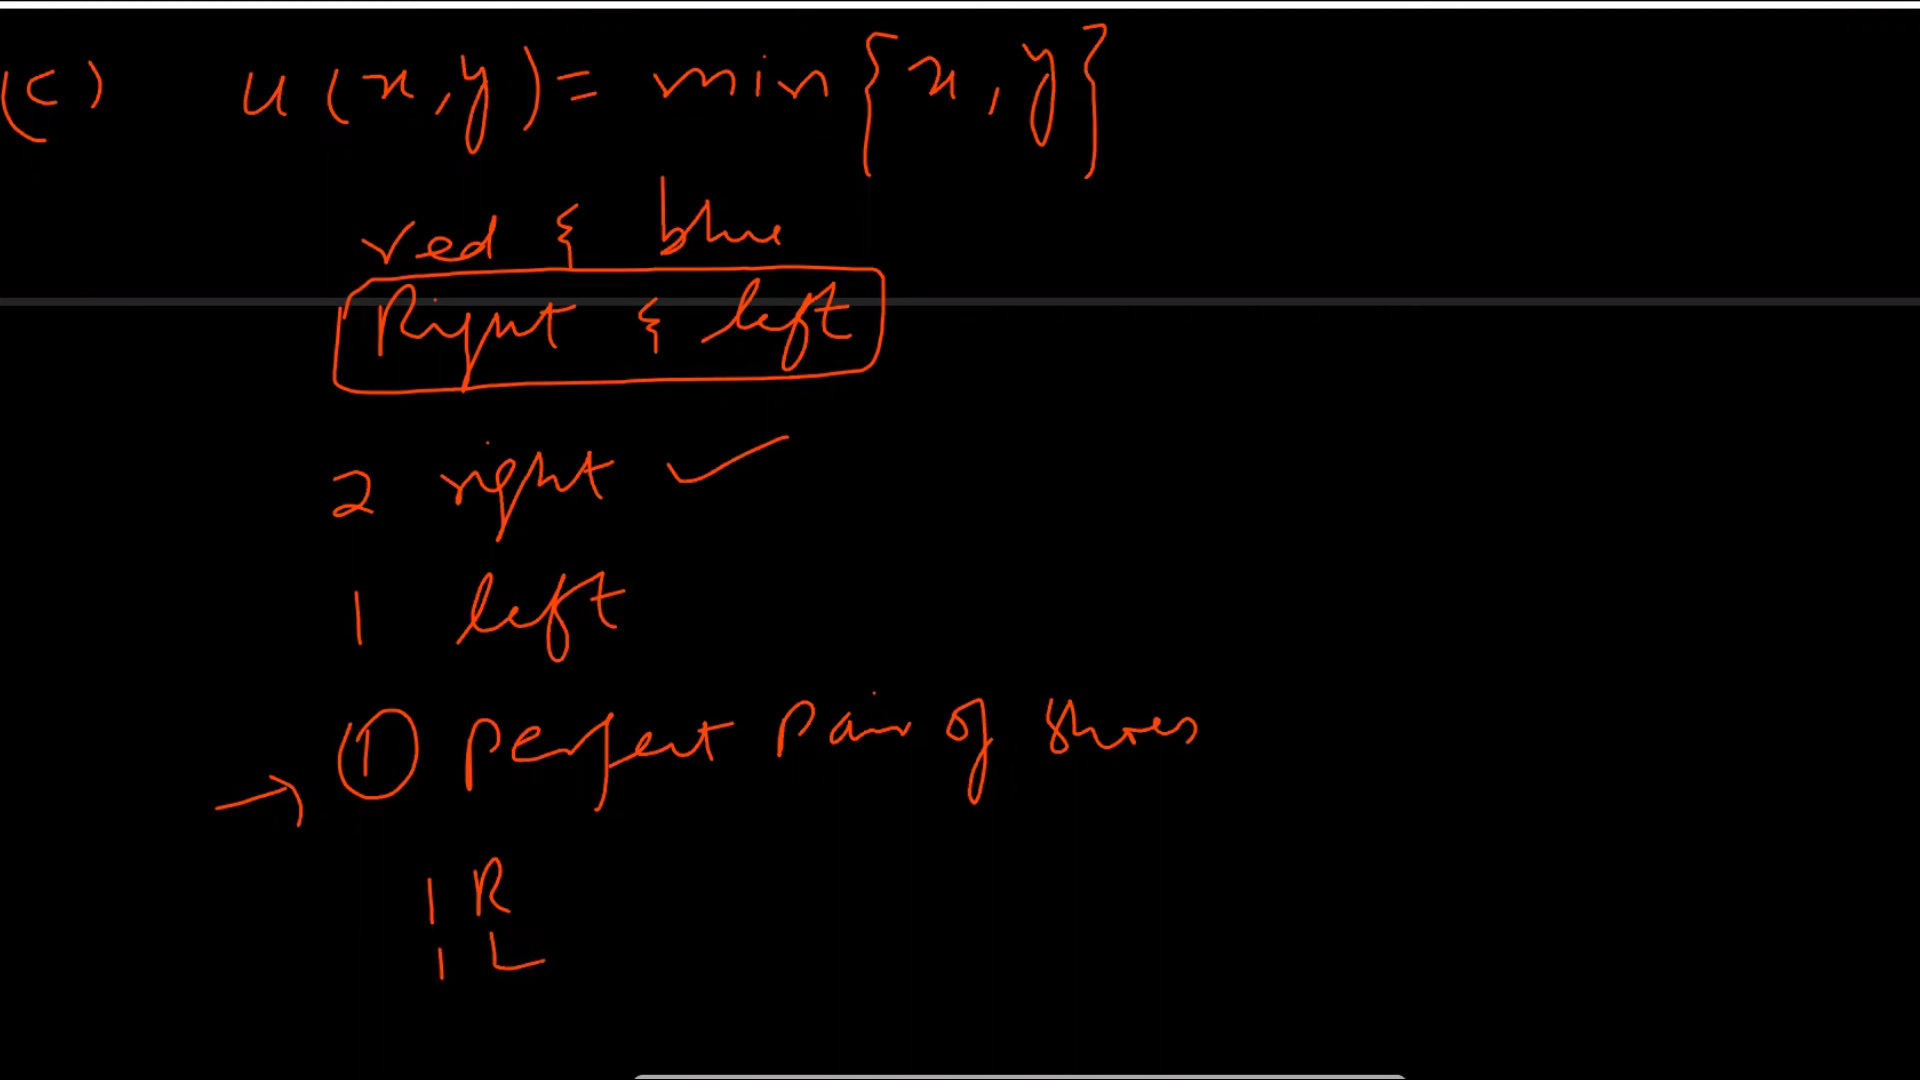 (c) u(x,y) = min{x,y}
red & blue
Right & left
2 right ✓
1 left
→ ① perfect pair of shoes
1 R
1 L